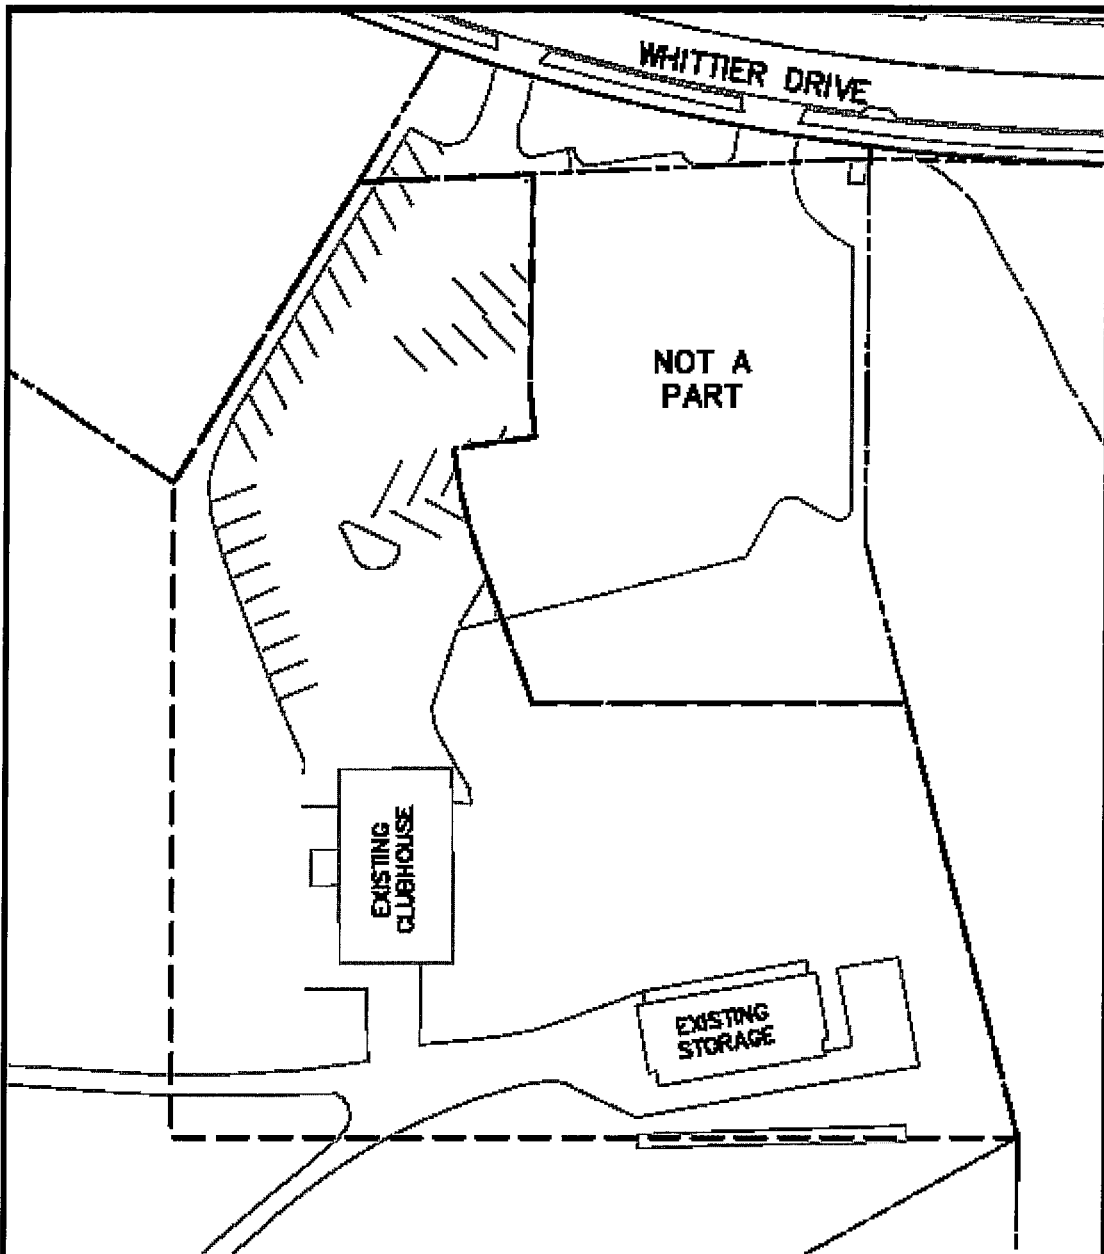 WHITTIER DRIVE
NOT A
PART
EXISTING
CLUBHOUSE
EXISTING
STORAGE